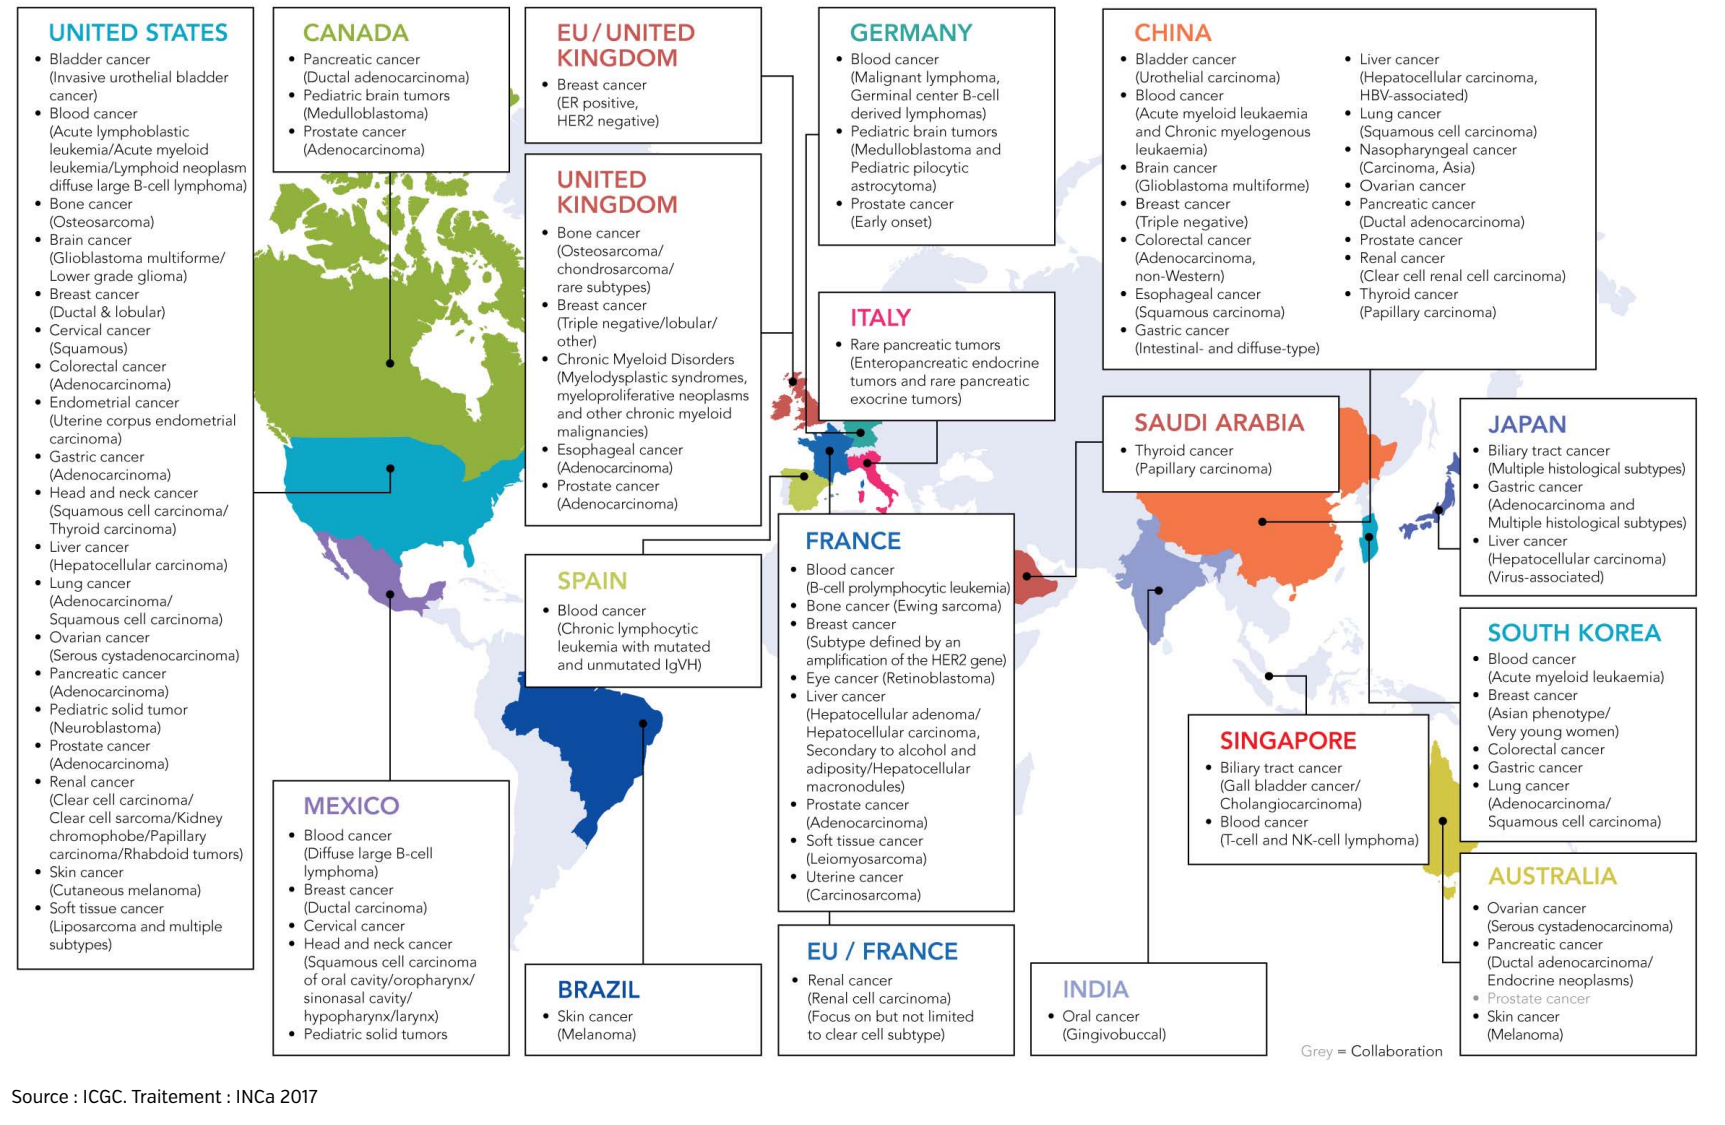 UNITED STATES
• Bladder cancer
(Invasive urothelial bladder
cancer)
• Blood cancer
(Acute lymphoblastic
leukemia/Acute myeloid
leukemia/Lymphoid neoplasm
diffuse large B-cell lymphoma)
• Bone cancer
(Osteosarcoma)
• Brain cancer
(Glioblastoma multiforme/
Lower grade glioma)
• Breast cancer
(Ductal & lobular)
• Cervical cancer
(Squamous)
• Colorectal cancer
(Adenocarcinoma)
• Endometrial cancer
(Uterine corpus endometrial
carcinoma)
• Gastric cancer
(Adenocarcinoma)
• Head and neck cancer
(Squamous cell carcinoma/
Thyroid carcinoma)
• Liver cancer
(Hepatocellular carcinoma)
• Lung cancer
(Adenocarcinoma/
Squamous cell carcinoma)
• Ovarian cancer
(Serous cystadenocarcinoma)
• Pancreatic cancer
(Adenocarcinoma)
• Pediatric solid tumor
(Neuroblastoma)
• Prostate cancer
(Adenocarcinoma)
• Renal cancer
(Clear cell carcinoma/
Clear cell sarcoma/Kidney
chromophobe/Papillary
carcinoma/Rhabdoid tumors)
• Skin cancer
(Cutaneous melanoma)
• Soft tissue cancer
(Liposarcoma and multiple
subtypes)
CANADA
• Pancreatic cancer
(Ductal adenocarcinoma)
• Pediatric brain tumors
(Medulloblastoma)
• Prostate cancer
(Adenocarcinoma)
MEXICO
• Blood cancer
(Diffuse large B-cell
lymphoma)
• Breast cancer
(Ductal carcinoma)
• Cervical cancer
• Head and neck cancer
(Squamous cell carcinoma
of oral cavity/oropharynx/
sinonasal cavity/
hypopharynx/larynx)
• Pediatric solid tumors
EU / UNITED
KINGDOM
• Breast cancer
(ER positive,
HER2 negative)
UNITED
KINGDOM
• Bone cancer
(Osteosarcoma/
chondrosarcoma/
rare subtypes)
• Breast cancer
(Triple negative/lobular/
other)
• Chronic Myeloid Disorders
(Myelodysplastic syndromes,
myeloproliferative neoplasms
and other chronic myeloid
malignancies)
• Esophageal cancer
(Adenocarcinoma)
• Prostate cancer
(Adenocarcinoma)
SPAIN
• Blood cancer
(Chronic lymphocytic
leukemia with mutated
and unmutated IgVH)
BRAZIL
• Skin cancer
(Melanoma)
GERMANY
• Blood cancer
(Malignant lymphoma,
Germinal center B-cell
derived lymphomas)
• Pediatric brain tumors
(Medulloblastoma and
Pediatric pilocytic
astrocytoma)
• Prostate cancer
(Early onset)
ITALY
• Rare pancreatic tumors
(Enteropancreatic endocrine
tumors and rare pancreatic
exocrine tumors)
FRANCE
• Blood cancer
(B-cell prolymphocytic leukemia)
• Bone cancer (Ewing sarcoma)
• Breast cancer
(Subtype defined by an
amplification of the HER2 gene)
• Eye cancer (Retinoblastoma)
• Liver cancer
(Hepatocellular adenoma/
Hepatocellular carcinoma,
Secondary to alcohol and
adiposity/Hepatocellular
macronodules)
• Prostate cancer
(Adenocarcinoma)
• Soft tissue cancer
(Leiomyosarcoma)
• Uterine cancer
(Carcinosarcoma)
EU / FRANCE
• Renal cancer
(Renal cell carcinoma)
(Focus on but not limited
to clear cell subtype)
CHINA
• Bladder cancer
(Urothelial carcinoma)
• Blood cancer
(Acute myeloid leukaemia
and Chronic myelogenous
leukaemia)
• Brain cancer
(Glioblastoma multiforme)
• Breast cancer
(Triple negative)
• Colorectal cancer
(Adenocarcinoma,
non-Western)
• Esophageal cancer
(Squamous carcinoma)
• Gastric cancer
(Intestinal- and diffuse-type)
• Liver cancer
(Hepatocellular carcinoma,
HBV-associated)
• Lung cancer
(Squamous cell carcinoma)
• Nasopharyngeal cancer
(Carcinoma, Asia)
• Ovarian cancer
• Pancreatic cancer
(Ductal adenocarcinoma)
• Prostate cancer
• Renal cancer
(Clear cell renal cell carcinoma)
• Thyroid cancer
(Papillary carcinoma)
SAUDI ARABIA
• Thyroid cancer
(Papillary carcinoma)
JAPAN
• Biliary tract cancer
(Multiple histological subtypes)
• Gastric cancer
(Adenocarcinoma and
Multiple histological subtypes)
• Liver cancer
(Hepatocellular carcinoma)
(Virus-associated)
SOUTH KOREA
• Blood cancer
(Acute myeloid leukaemia)
• Breast cancer
(Asian phenotype/
Very young women)
• Colorectal cancer
• Gastric cancer
• Lung cancer
(Adenocarcinoma/
Squamous cell carcinoma)
SINGAPORE
• Biliary tract cancer
(Gall bladder cancer/
Cholangiocarcinoma)
• Blood cancer
(T-cell and NK-cell lymphoma)
INDIA
• Oral cancer
(Gingivobuccal)
AUSTRALIA
• Ovarian cancer
(Serous cystadenocarcinoma)
• Pancreatic cancer
(Ductal adenocarcinoma/
Endocrine neoplasms)
• Prostate cancer
• Skin cancer
(Melanoma)
Grey = Collaboration
Source : ICGC. Traitement : INCa 2017